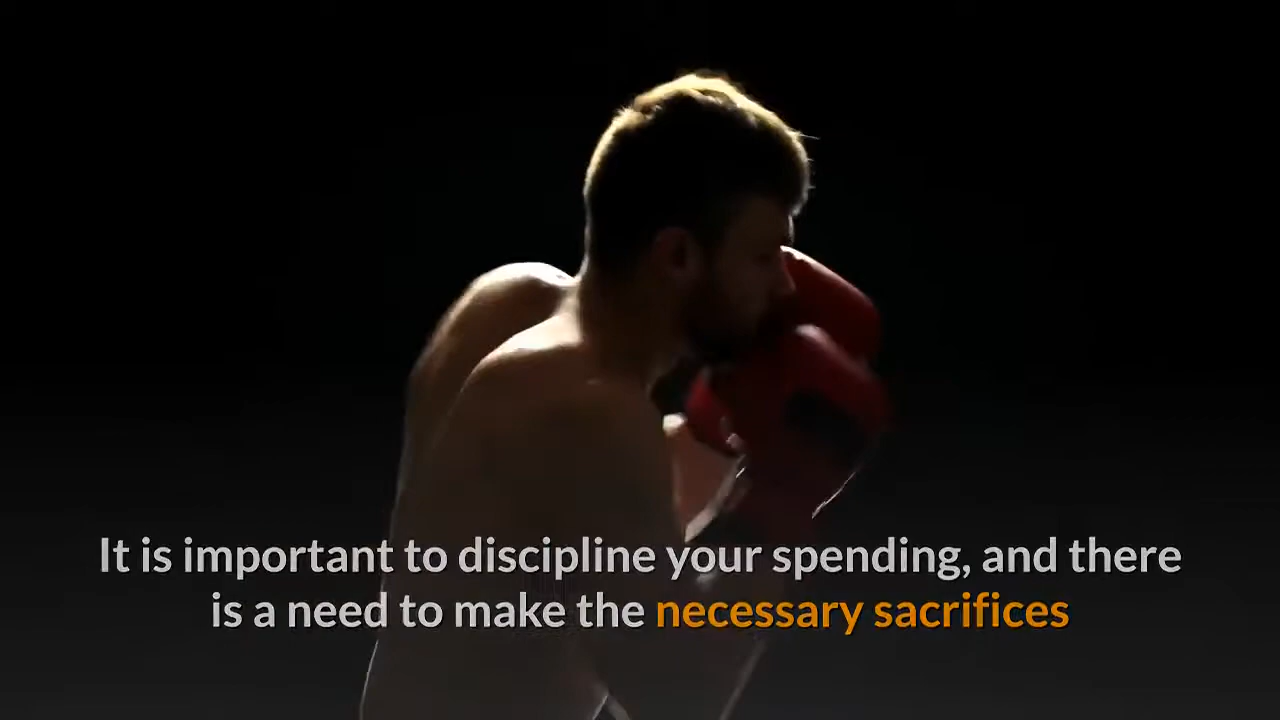 It is important to discipline your spending, and there
is a need to make the necessary sacrifices